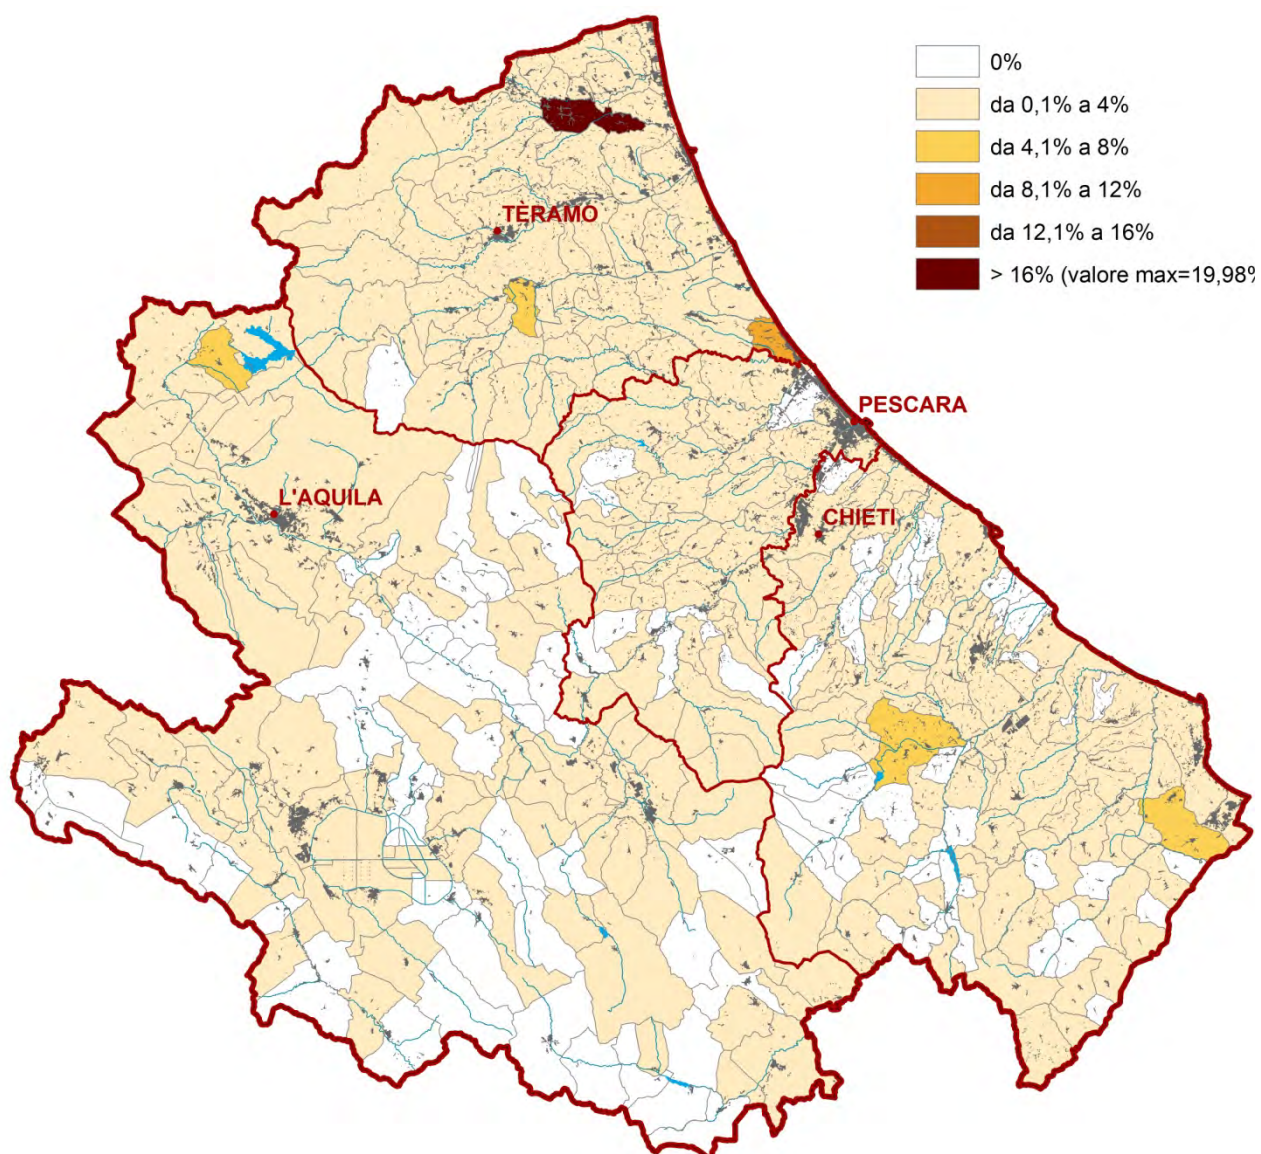 0%
da 0,1% a 4%
da 4,1% a 8%
da 8,1% a 12%
da 12,1% a 16%
> 16% (valore max=19,98%
TÈRAMO
PESCARA
L'AQUILA
CHIETI